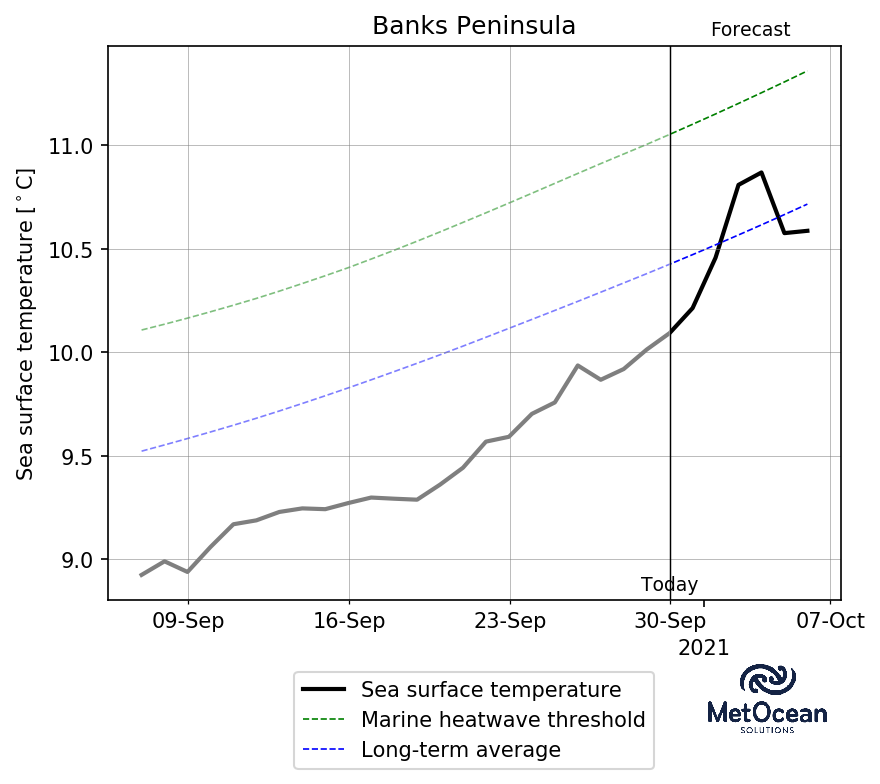 Banks Peninsula
Forecast
Sea surface temperature [°C]
11.0
10.5
10.0
9.5
9.0
Today
09-Sep 16-Sep 23-Sep 30-Sep 07-Oct
2021
Sea surface temperature
Marine heatwave threshold
Long-term average
MetOcean
SOLUTIONS